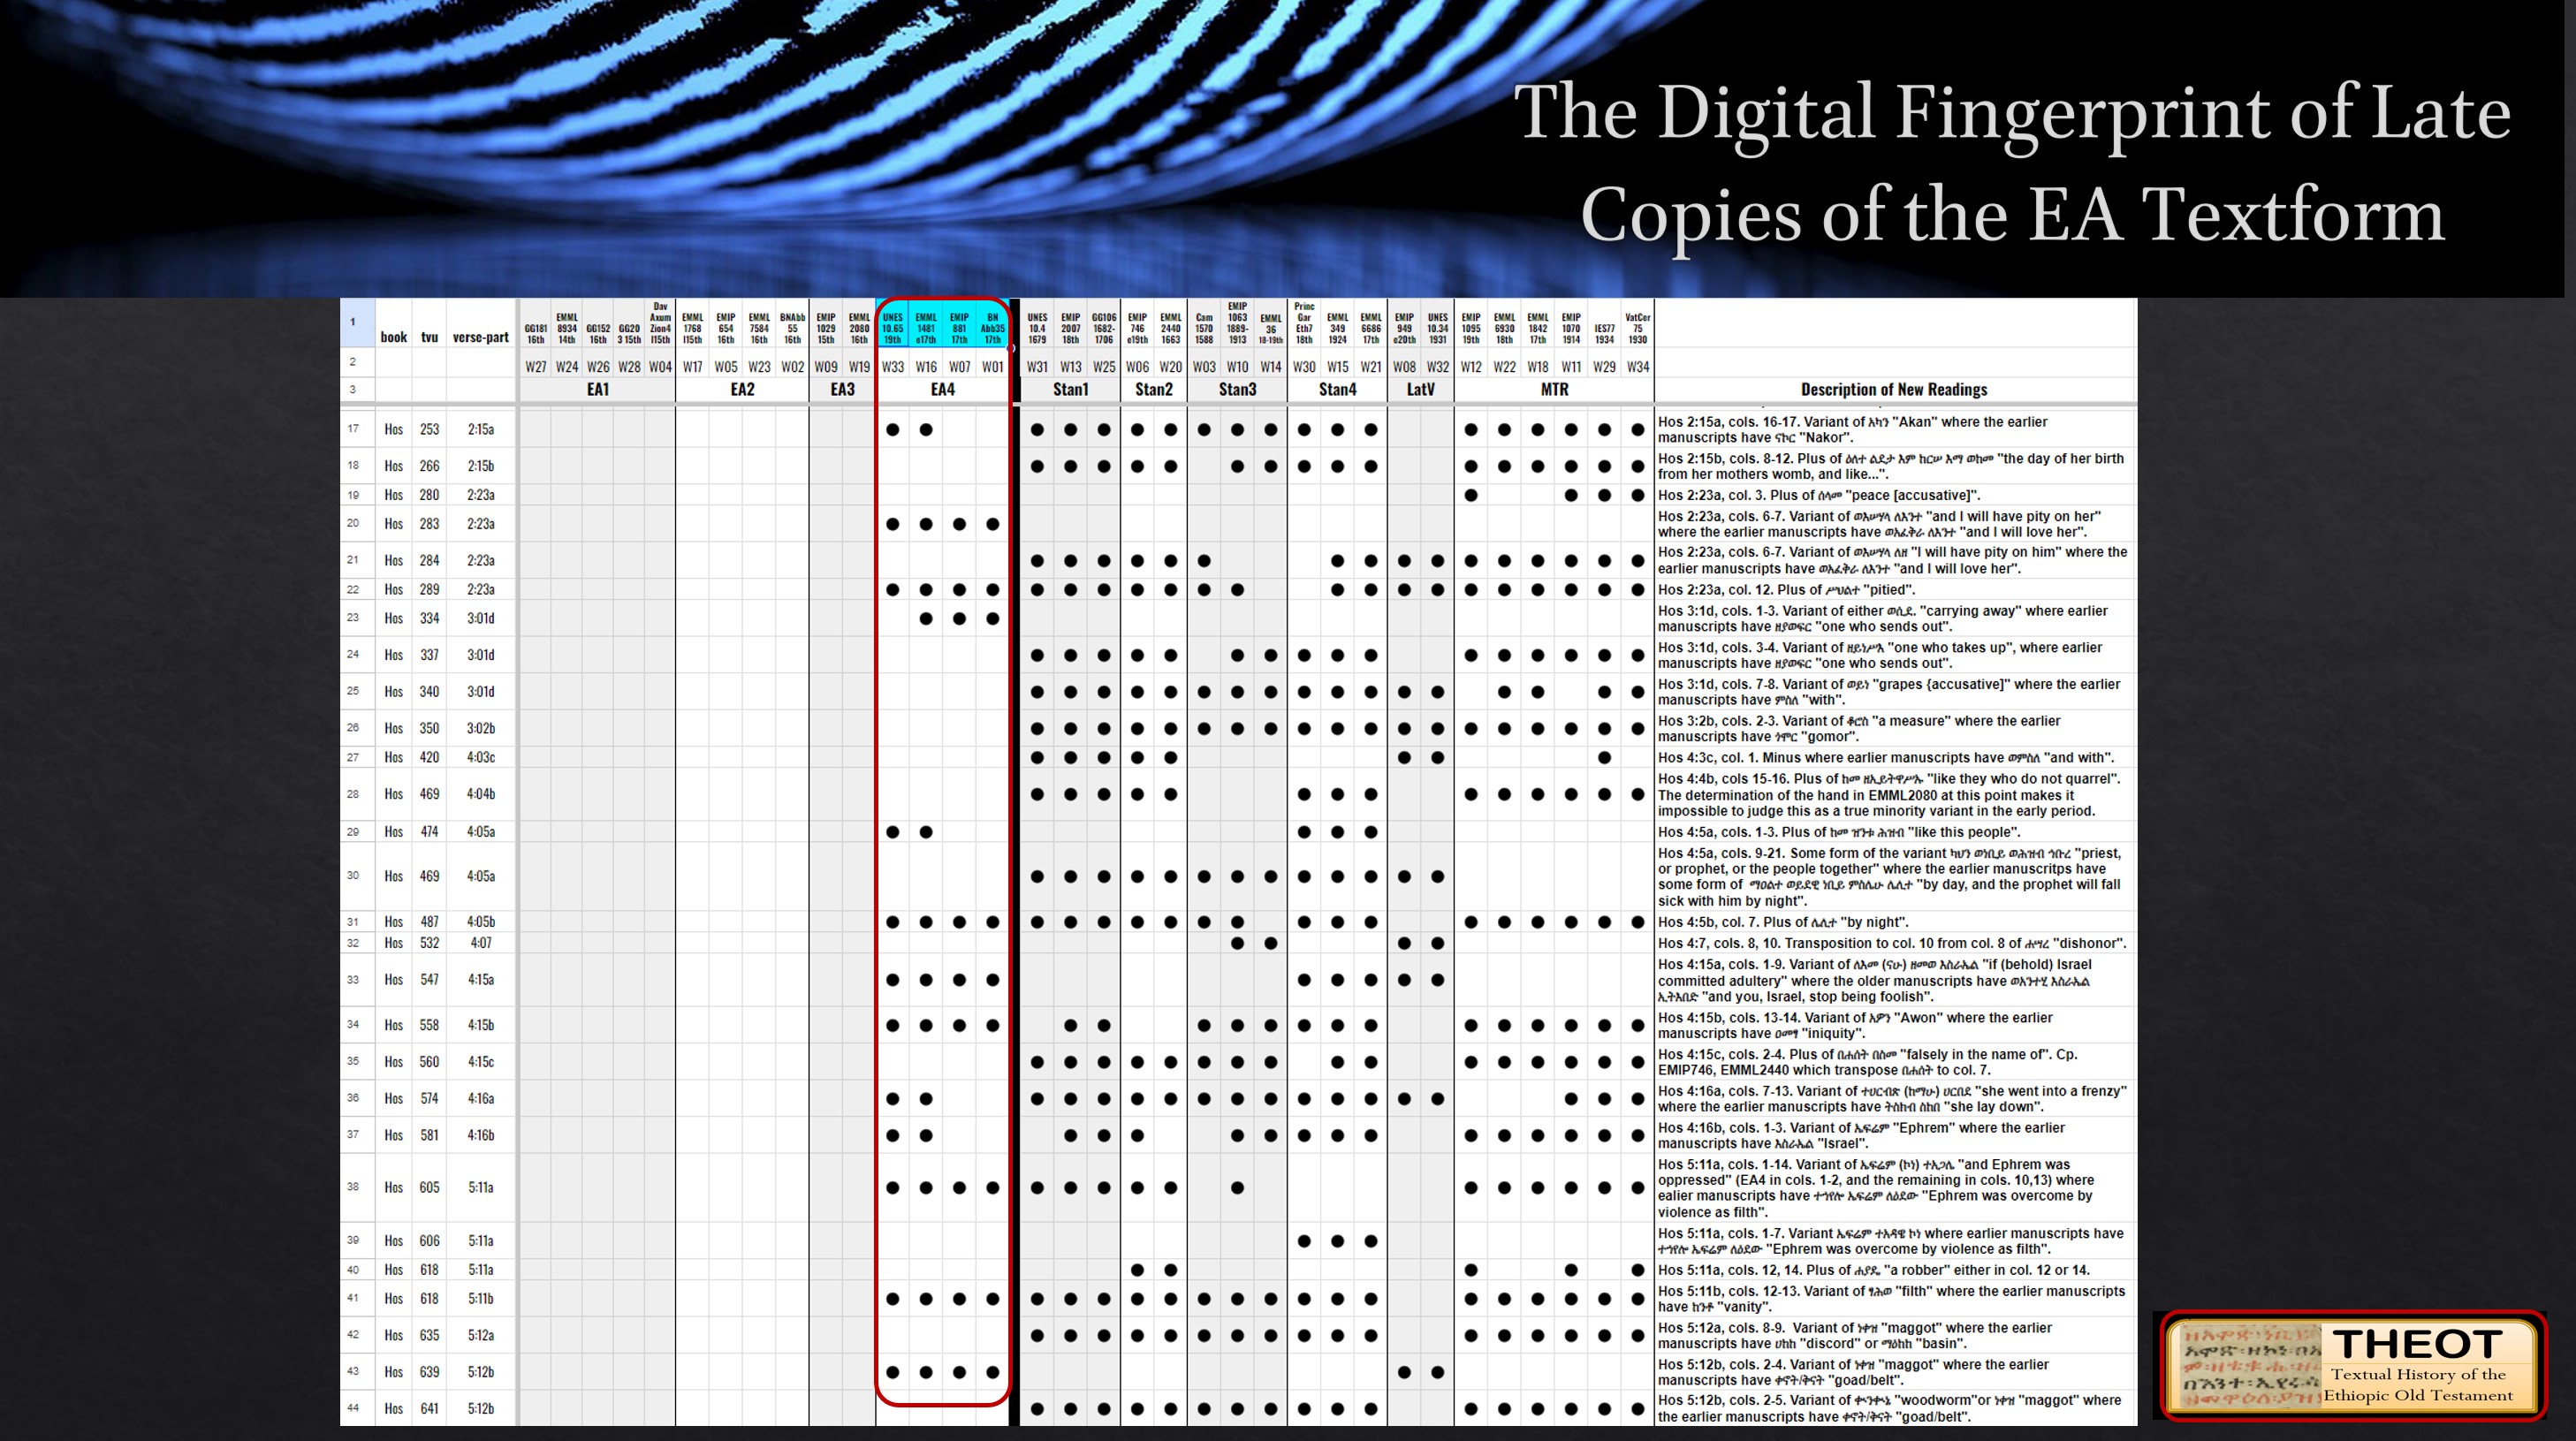 The Digital Fingerprint of Late
Copies of the EA Textform
1 book tvu verse-part GG181 16th EMML 8934 14th GG152 16th GG20 3 15th Dav Axum Zion4 l15th EMML 1768 l15th EMIP 654 16th EMML 7584 16th BNAbb 55 16th EMIP 1029 15th EMML 2080 16th UNES 10.65 19th EMML 1481 e17th EMIP 881 17th BN Abb35 17th UNES 10.4 1679 EMIP 2007 18th GG106 1682-1706 EMIP 746 e19th EMML 2440 1663 Cam 1570 1588 EMIP 1063 1889-1913 EMML 36 18-19th Princ Gar Eth7 18th EMML 349 1924 EMML 6686 17th EMIP 949 e20th UNES 10.34 1931 EMIP 1095 19th EMML 6930 18th EMML 1842 17th EMIP 1070 1914 IES77 1934 VatCer 75 1930
2 W27 W24 W26 W28 W04 W17 W05 W23 W02 W09 W19 W33 W16 W07 W01 W31 W13 W25 W06 W20 W03 W10 W14 W30 W15 W21 W08 W32 W12 W22 W18 W11 W29 W34
3 EA1 EA2 EA3 EA4 Stan1 Stan2 Stan3 Stan4 LatV MTR Description of New Readings
17 Hos 253 2:15a Hos 2:15a, cols. 16-17. Variant of አካን "Akan" where the earlier
manuscripts have ናኮር "Nakor".
18 Hos 266 2:15b Hos 2:15b, cols. 8-12. Plus of ዕለተ ልደታ እም ከርሠ እማ ወከመ "the day of her birth
from her mothers womb, and like...".
19 Hos 280 2:23a Hos 2:23a, col. 3. Plus of ሰላመ "peace [accusative]".
20 Hos 283 2:23a Hos 2:23a, cols. 6-7. Variant of ወእሣሃላ ለእንተ "and I will have pity on her"
where the earlier manuscripts have ወአፈቅራ ለእንተ "and I will love her".
21 Hos 284 2:23a Hos 2:23a, cols. 6-7. Variant of ወእሣሃላ ለዘ "I will have pity on him" where the
earlier manuscripts have ወአፈቅራ ለእንተ "and I will love her".
22 Hos 289 2:23a Hos 2:23a, col. 12. Plus of ሥህልተ "pitied".
23 Hos 334 3:01d Hos 3:1d, cols. 1-3. Variant of either ወሲደ. "carrying away" where earlier
manuscripts have ዘያወፍር "one who sends out".
24 Hos 337 3:01d Hos 3:1d, cols. 3-4. Variant of ዘይነሥእ "one who takes up", where earlier
manuscripts have ዘያወፍር "one who sends out".
25 Hos 340 3:01d Hos 3:1d, cols. 7-8. Variant of ወይነ "grapes {accusative]" where the earlier
manuscripts have ምስለ "with".
26 Hos 350 3:02b Hos 3:2b, cols. 2-3. Variant of ቆሮስ "a measure" where the earlier
manuscripts have ጎሞር "gomor".
27 Hos 420 4:03c Hos 4:3c, col. 1. Minus where earlier manuscripts have ወምስለ "and with".
28 Hos 469 4:04b Hos 4:4b, cols 15-16. Plus of ከመ ዘኢይትዋሥኡ "like they who do not quarrel".
The determination of the hand in EMML2080 at this point makes it
impossible to judge this as a true minority variant in the early period.
29 Hos 474 4:05a Hos 4:5a, cols. 1-3. Plus of ከመ ዝንቱ ሕዝብ "like this people".
30 Hos 469 4:05a Hos 4:5a, cols. 9-21. Some form of the variant ካህን ወነቢይ ወሕዝብ ኅቡረ "priest,
or prophet, or the people together" where the earlier manuscritps have
some form of ማዕልተ ወይደዊ ነቢይ ምስሌሁ ሌሊተ "by day, and the prophet will fall
sick with him by night".
31 Hos 487 4:05b Hos 4:5b, col. 7. Plus of ሌሊተ "by night".
32 Hos 532 4:07 Hos 4:7, cols. 8, 10. Transposition to col. 10 from col. 8 of "dishonor".
33 Hos 547 4:15a Hos 4:15a, cols. 1-9. Variant of ለእመ (ናሁ) ዘመወ እስራኤል "if (behold) Israel
committed adultery" where the older manuscripts have ወአንተሂ እስራኤል
ኢትእበድ "and you, Israel, stop being foolish".
34 Hos 558 4:15b Hos 4:15b, cols. 13-14. Variant of አዎን "Awon" where the earlier
manuscripts have ዐመፃ "iniquity".
35 Hos 560 4:15c Hos 4:15c, cols. 2-4. Plus of በሐሰት በስመ "falsely in the name of". Cp.
EMIP746, EMML2440 which transpose በሐሰት to col. 7.
36 Hos 574 4:16a Hos 4:16a, cols. 7-13. Variant of (ከማሁ) "she went into a frenzy"
where the earlier manuscripts have ትስክብ ስከበ "she lay down".
37 Hos 581 4:16b Hos 4:16b, cols. 1-3. Variant of ኤፍሬም "Ephrem" where the earlier
manuscripts have እስራኤል "Israel".
38 Hos 605 5:11a Hos 5:11a, cols. 1-14. Variant of ኤፍሬም (ኮነ) ተአጋሌ "and Ephrem was
oppressed" (EA4 in cols. 1-2, and the remaining in cols. 10,13) where
ealier manuscripts have ተኀየሎ ኤፍሬም ለዕደው "Ephrem was overcome by
violence as filth".
39 Hos 606 5:11a Hos 5:11a, cols. 1-7. Variant ኤፍሬም ተአዳዌ ኮነ where earlier manuscripts have
ተኀየሎ ኤፍሬም ለዕደው "Ephrem was overcome by violence as filth".
40 Hos 618 5:11a Hos 5:11a, cols. 12, 14. Plus of ሐያዴ "a robber" either in col. 12 or 14.
41 Hos 618 5:11b Hos 5:11b, cols. 12-13. Variant of ፃሕወ "filth" where the earlier manuscripts
have ከንቶ "vanity".
42 Hos 635 5:12a Hos 5:12a, cols. 8-9. Variant of ነቀዝ "maggot" where the earlier
manuscripts have ሀከክ "discord" or ማዕከክ "basin".
43 Hos 639 5:12b Hos 5:12b, cols. 2-4. Variant of ነቀዝ "maggot" where the earlier
manuscripts have ቀኖት/ቅናት "goad/belt".
44 Hos 641 5:12b Hos 5:12b, cols. 2-5. Variant of ቍንቍኔ "woodworm"or ነቀዝ "maggot" where
the earlier manuscripts have ቀኖት/ቅናት "goad/belt".
THEOT
Textual History of the
Ethiopic Old Testament